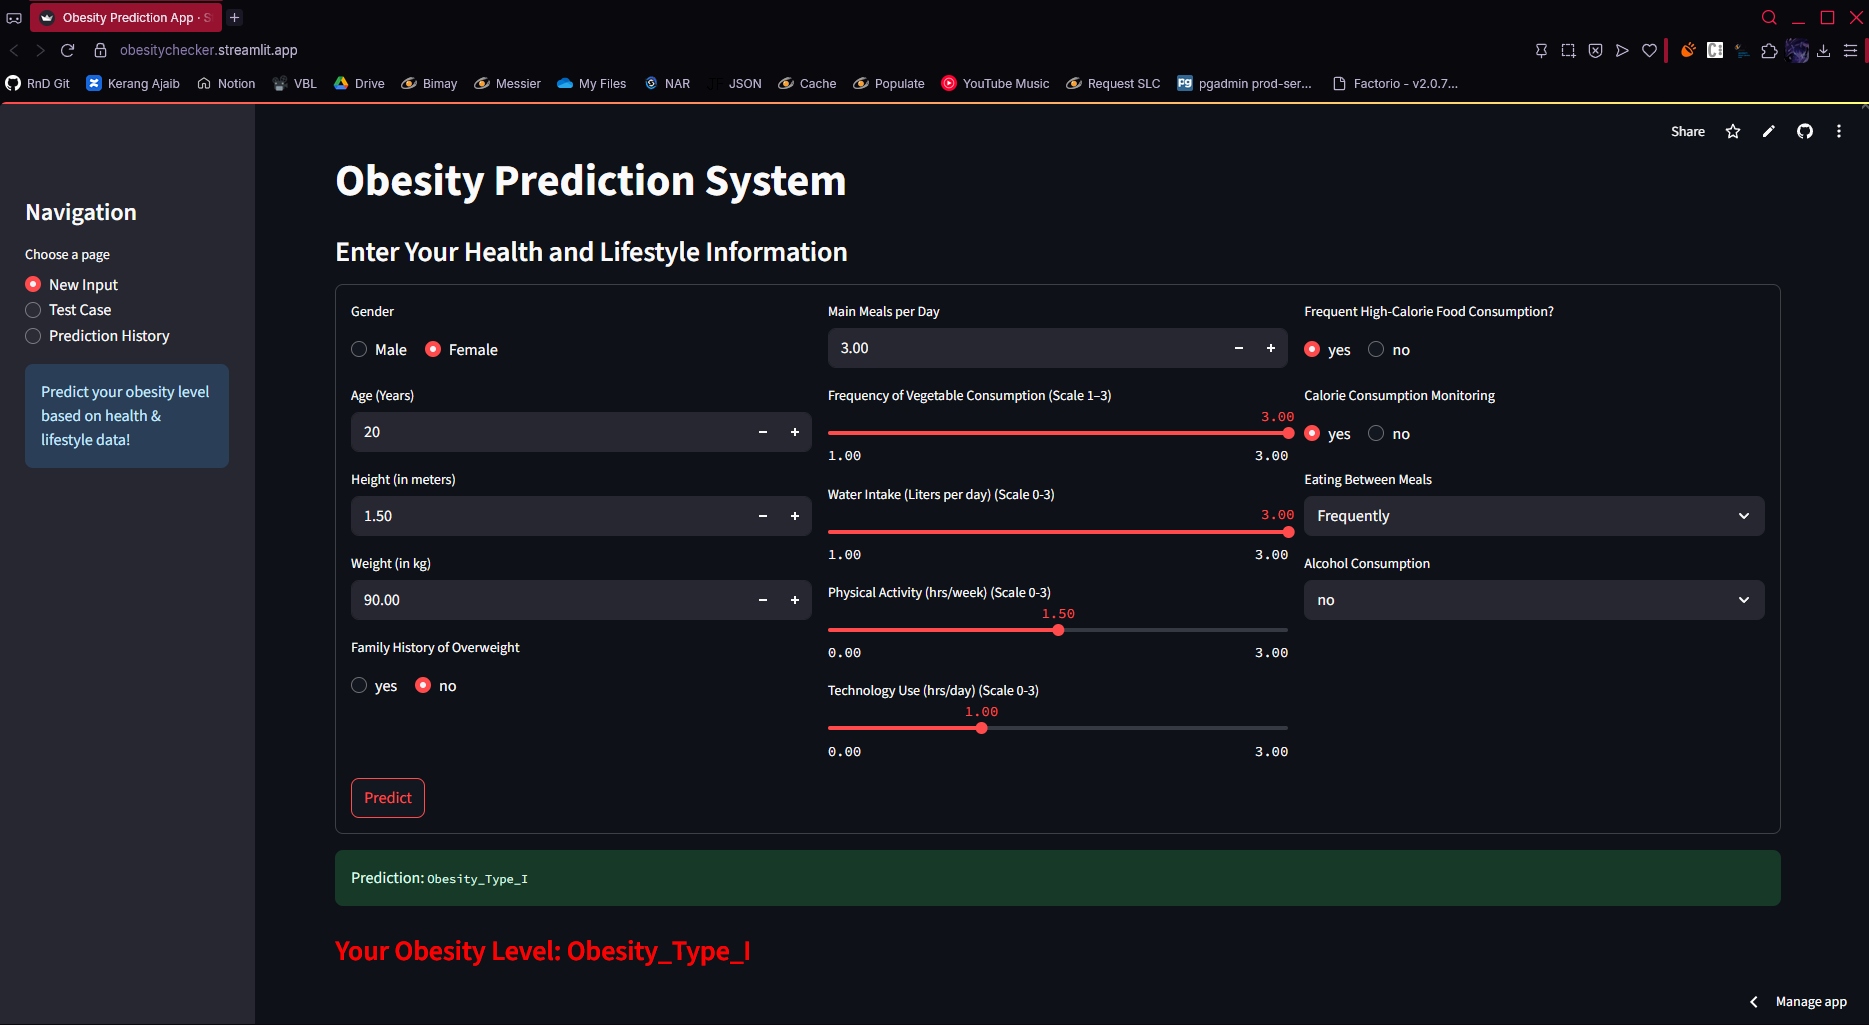 Obesity Prediction App · S
obesitychecker.streamlit.app
RnD Git
Kerang Ajaib
Notion
VBL
Drive
Bimay
Messier
My Files
NAR
JSON
Cache
Populate
YouTube Music
Request SLC
pgadmin prod-ser...
Factorio - v2.0.7...
Share
Navigation
Choose a page
New Input
Test Case
Prediction History
Predict your obesity level
based on health &
lifestyle data!
Obesity Prediction System
Enter Your Health and Lifestyle Information
Gender
Male
Female
Age (Years)
20
Height (in meters)
1.50
Weight (in kg)
90.00
Family History of Overweight
yes
no
Main Meals per Day
3.00
Frequency of Vegetable Consumption (Scale 1–3)
3.00
1.00
3.00
Water Intake (Liters per day) (Scale 0-3)
3.00
1.00
3.00
Physical Activity (hrs/week) (Scale 0-3)
1.50
0.00
3.00
Technology Use (hrs/day) (Scale 0-3)
1.00
0.00
3.00
Frequent High-Calorie Food Consumption?
yes
no
Calorie Consumption Monitoring
yes
no
Eating Between Meals
Frequently
Alcohol Consumption
no
Predict
Prediction: Obesity_Type_I
Your Obesity Level: Obesity_Type_I
Manage app